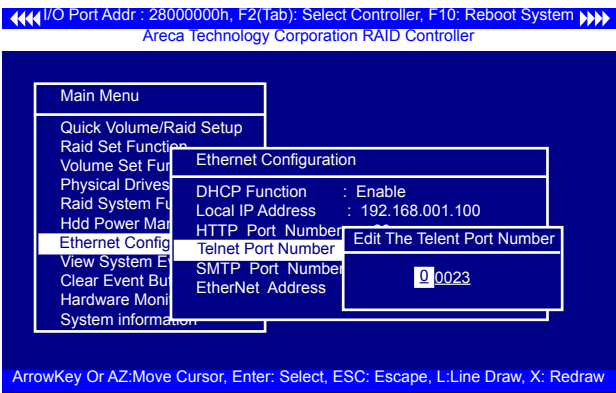 I/O Port Addr : 28000000h, F2(Tab): Select Controller, F10: Reboot System
Areca Technology Corporation RAID Controller
Main Menu
Quick Volume/Raid Setup
Raid Set Function
Volume Set Fun
Physical Drives
Raid System Fu
Hdd Power Man
Ethernet Config
View System Ev
Clear Event Buf
Hardware Moni
System information
Ethernet Configuration
DHCP Function : Enable
Local IP Address : 192.168.001.100
HTTP Port Number
Telnet Port Number
SMTP Port Number
EtherNet Address
Edit The Telent Port Number
0 0023
ArrowKey Or AZ:Move Cursor, Enter: Select, ESC: Escape, L:Line Draw, X: Redraw